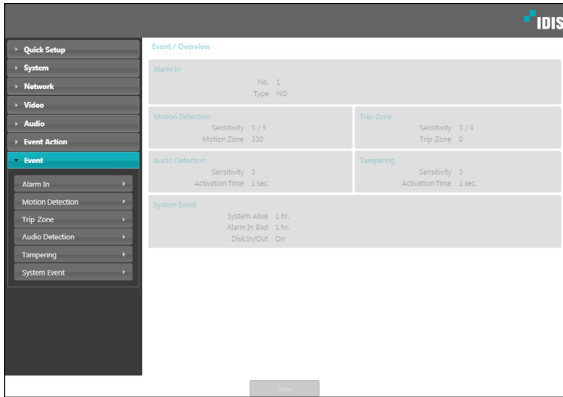 IDIS
Quick Setup
System
Network
Video
Audio
Event Action
Event
Alarm In
Motion Detection
Trip Zone
Audio Detection
Tampering
System Event
Event / Overview
Alarm In
No. 1
Type NO
Motion Detection
Sensitivity 3 / 3
Motion Zone 330
Trip-Zone
Sensitivity 3 / 3
Trip Zone 0
Audio Detection
Sensitivity 3
Activation Time 1 sec.
Tampering
Sensitivity 3
Activation Time 1 sec.
System Event
System Alive 1 hr.
Alarm In Bad 1 hr.
Disk In/Out On
Save